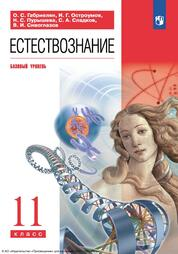 О. С. Габриелян, И. Г. Остроумов,
Н. С. Пурышева, С. А. Сладков,
В. И. Сивоглазов
ЕСТЕСТВОЗНАНИЕ
БАЗОВЫЙ УРОВЕНЬ
11
КЛАСС